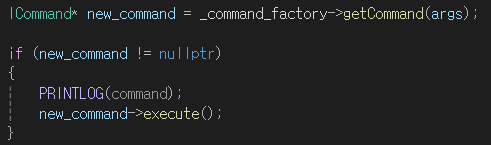 ICommand* new_command = _command_factory->getCommand(args);
if (new_command != nullptr)
{
PRINTLOG(command);
new_command->execute();
}